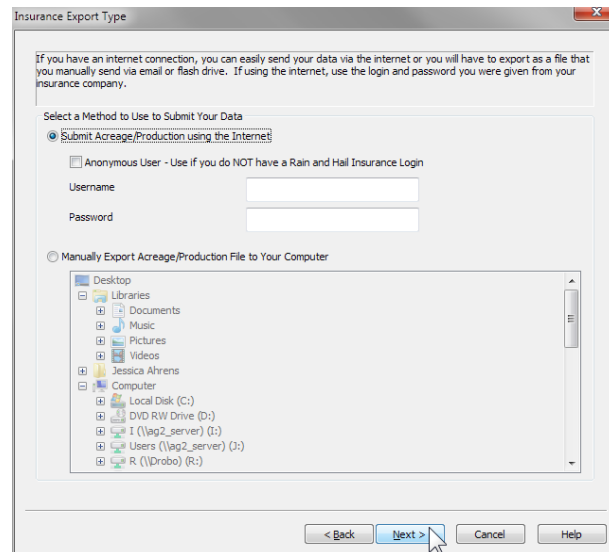 Insurance Export Type
If you have an internet connection, you can easily send your data via the internet or you will have to export as a file that
you manually send via email or flash drive. If using the internet, use the login and password you were given from your
insurance company.
Select a Method to Use to Submit Your Data
Submit Acreage/Production using the Internet
Anonymous User - Use if you do NOT have a Rain and Hail Insurance Login
Username
Password
Manually Export Acreage/Production File to Your Computer
Desktop
Libraries
Documents
Music
Pictures
Videos
Jessica Ahrens
Computer
Local Disk (C:)
DVD RW Drive (D:)
I (\\ag2_server) (I:)
Users (\\ag2_server) (J:)
R (\\Drobo) (R:)
< Back Next > Cancel Help